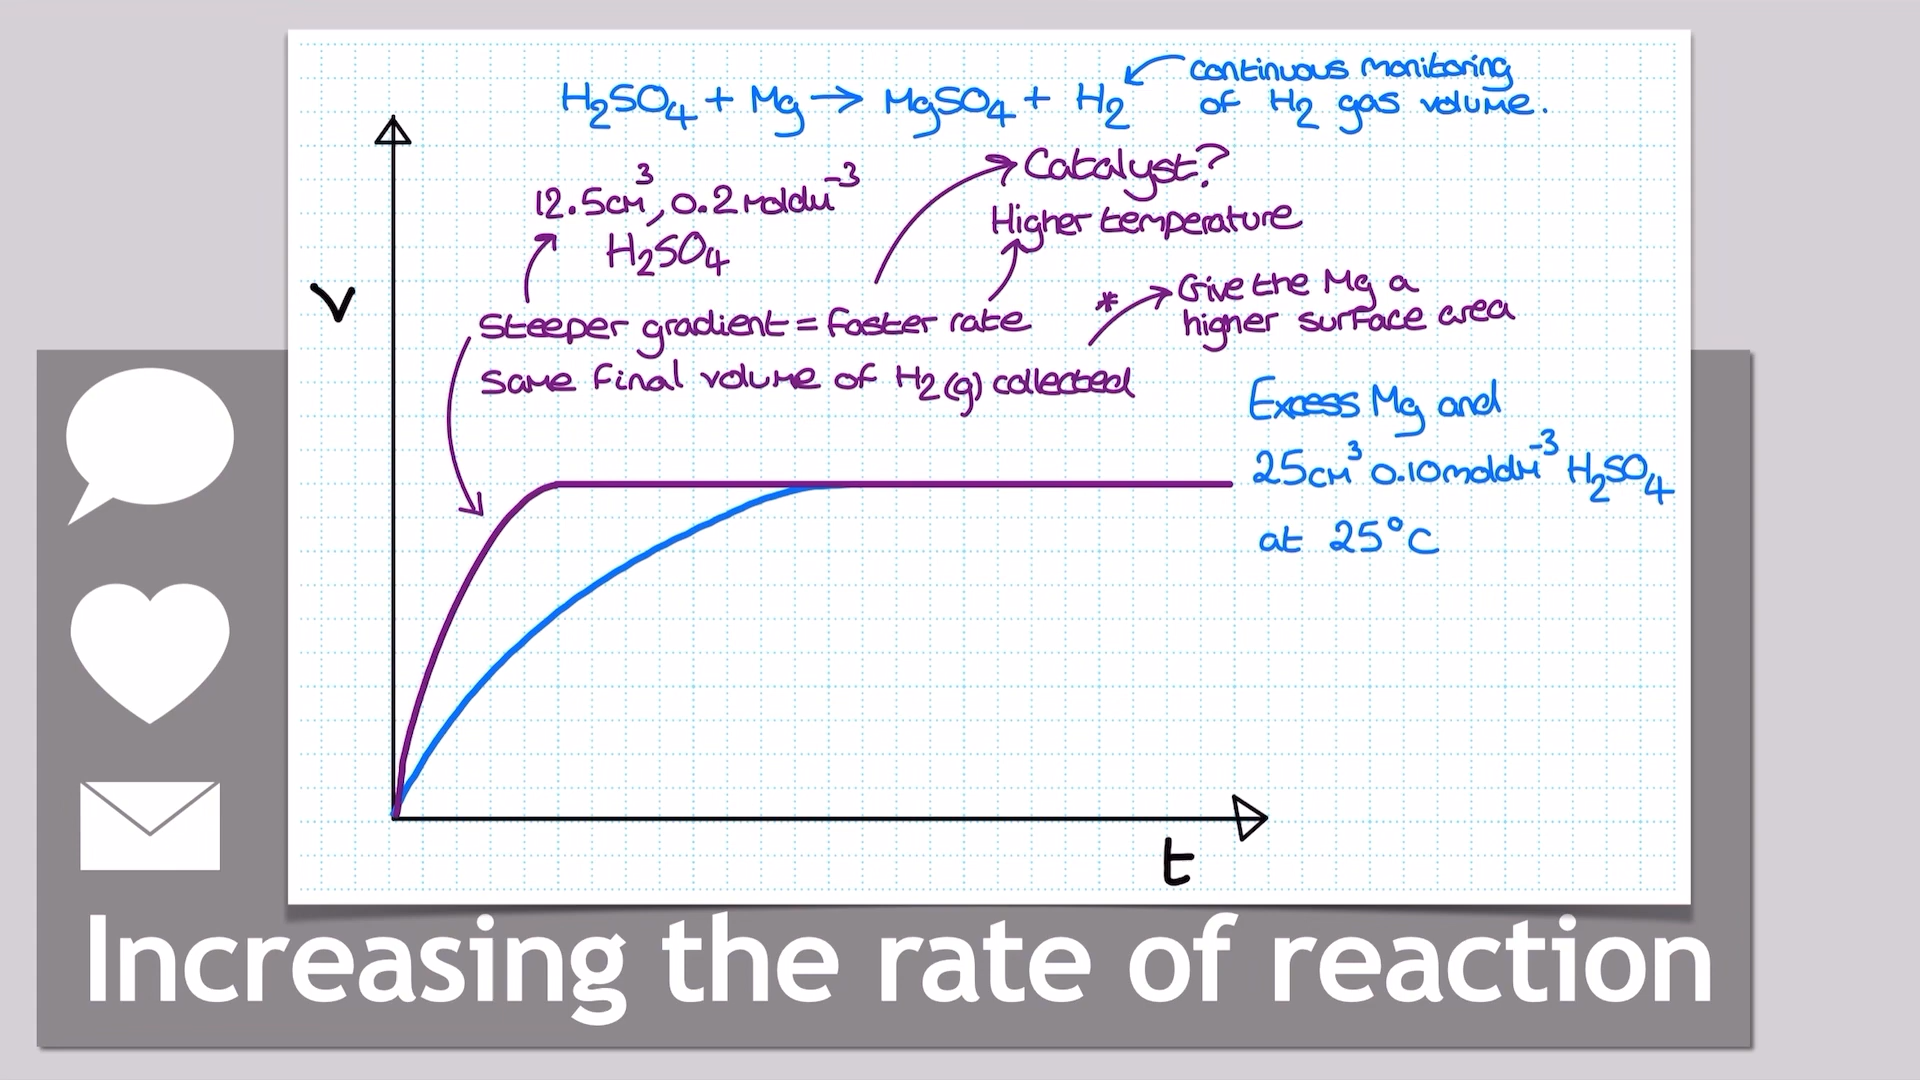 H₂SO₄ + Mg → MgSO₄ + H₂
continuous monitoring
of H₂ gas volume.
12.5cm³, 0.2 moldm⁻³
H₂SO₄
Catalyst?
Higher temperature
* Give the Mg a
higher surface area
V
Steeper gradient = faster rate
Same final volume of H₂(g) collected
Excess Mg and
25cm³ 0.10moldm⁻³ H₂SO₄
at 25°C
t
Increasing the rate of reaction